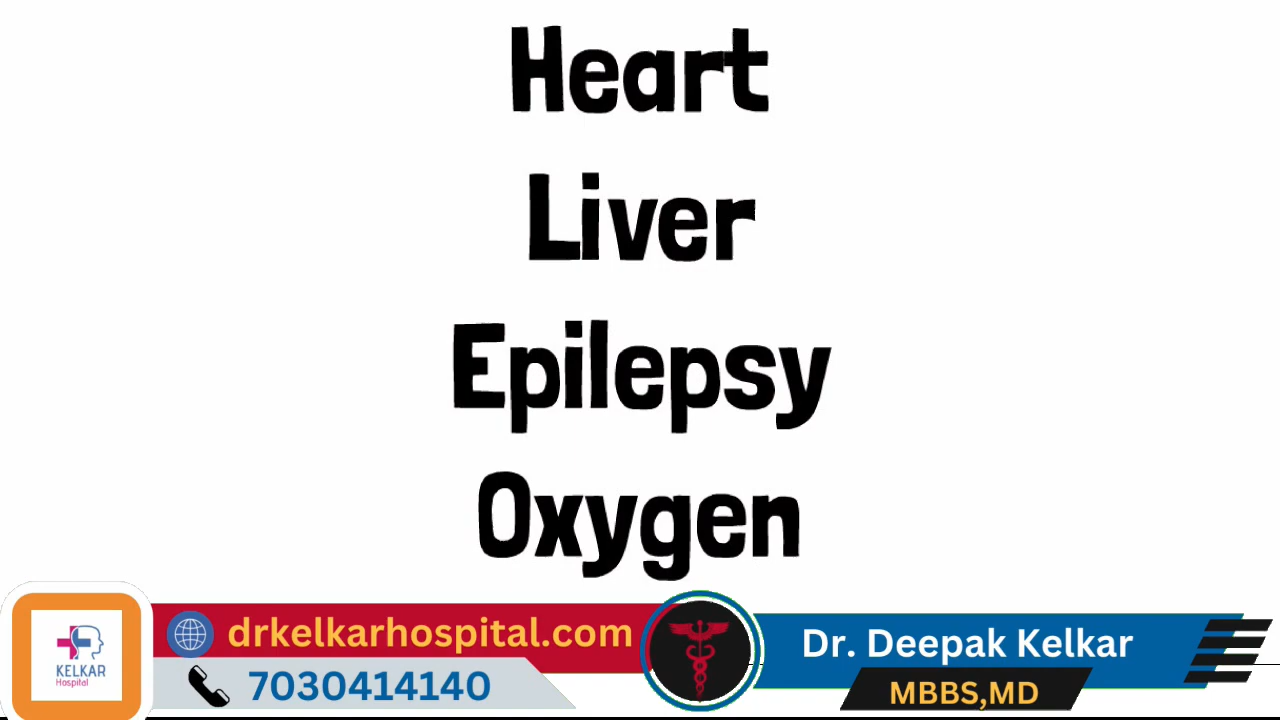 Heart
Liver
Epilepsy
Oxygen
KELKAR
Hospital
drkelkarhospital.com
7030414140
Dr. Deepak Kelkar
MBBS,MD